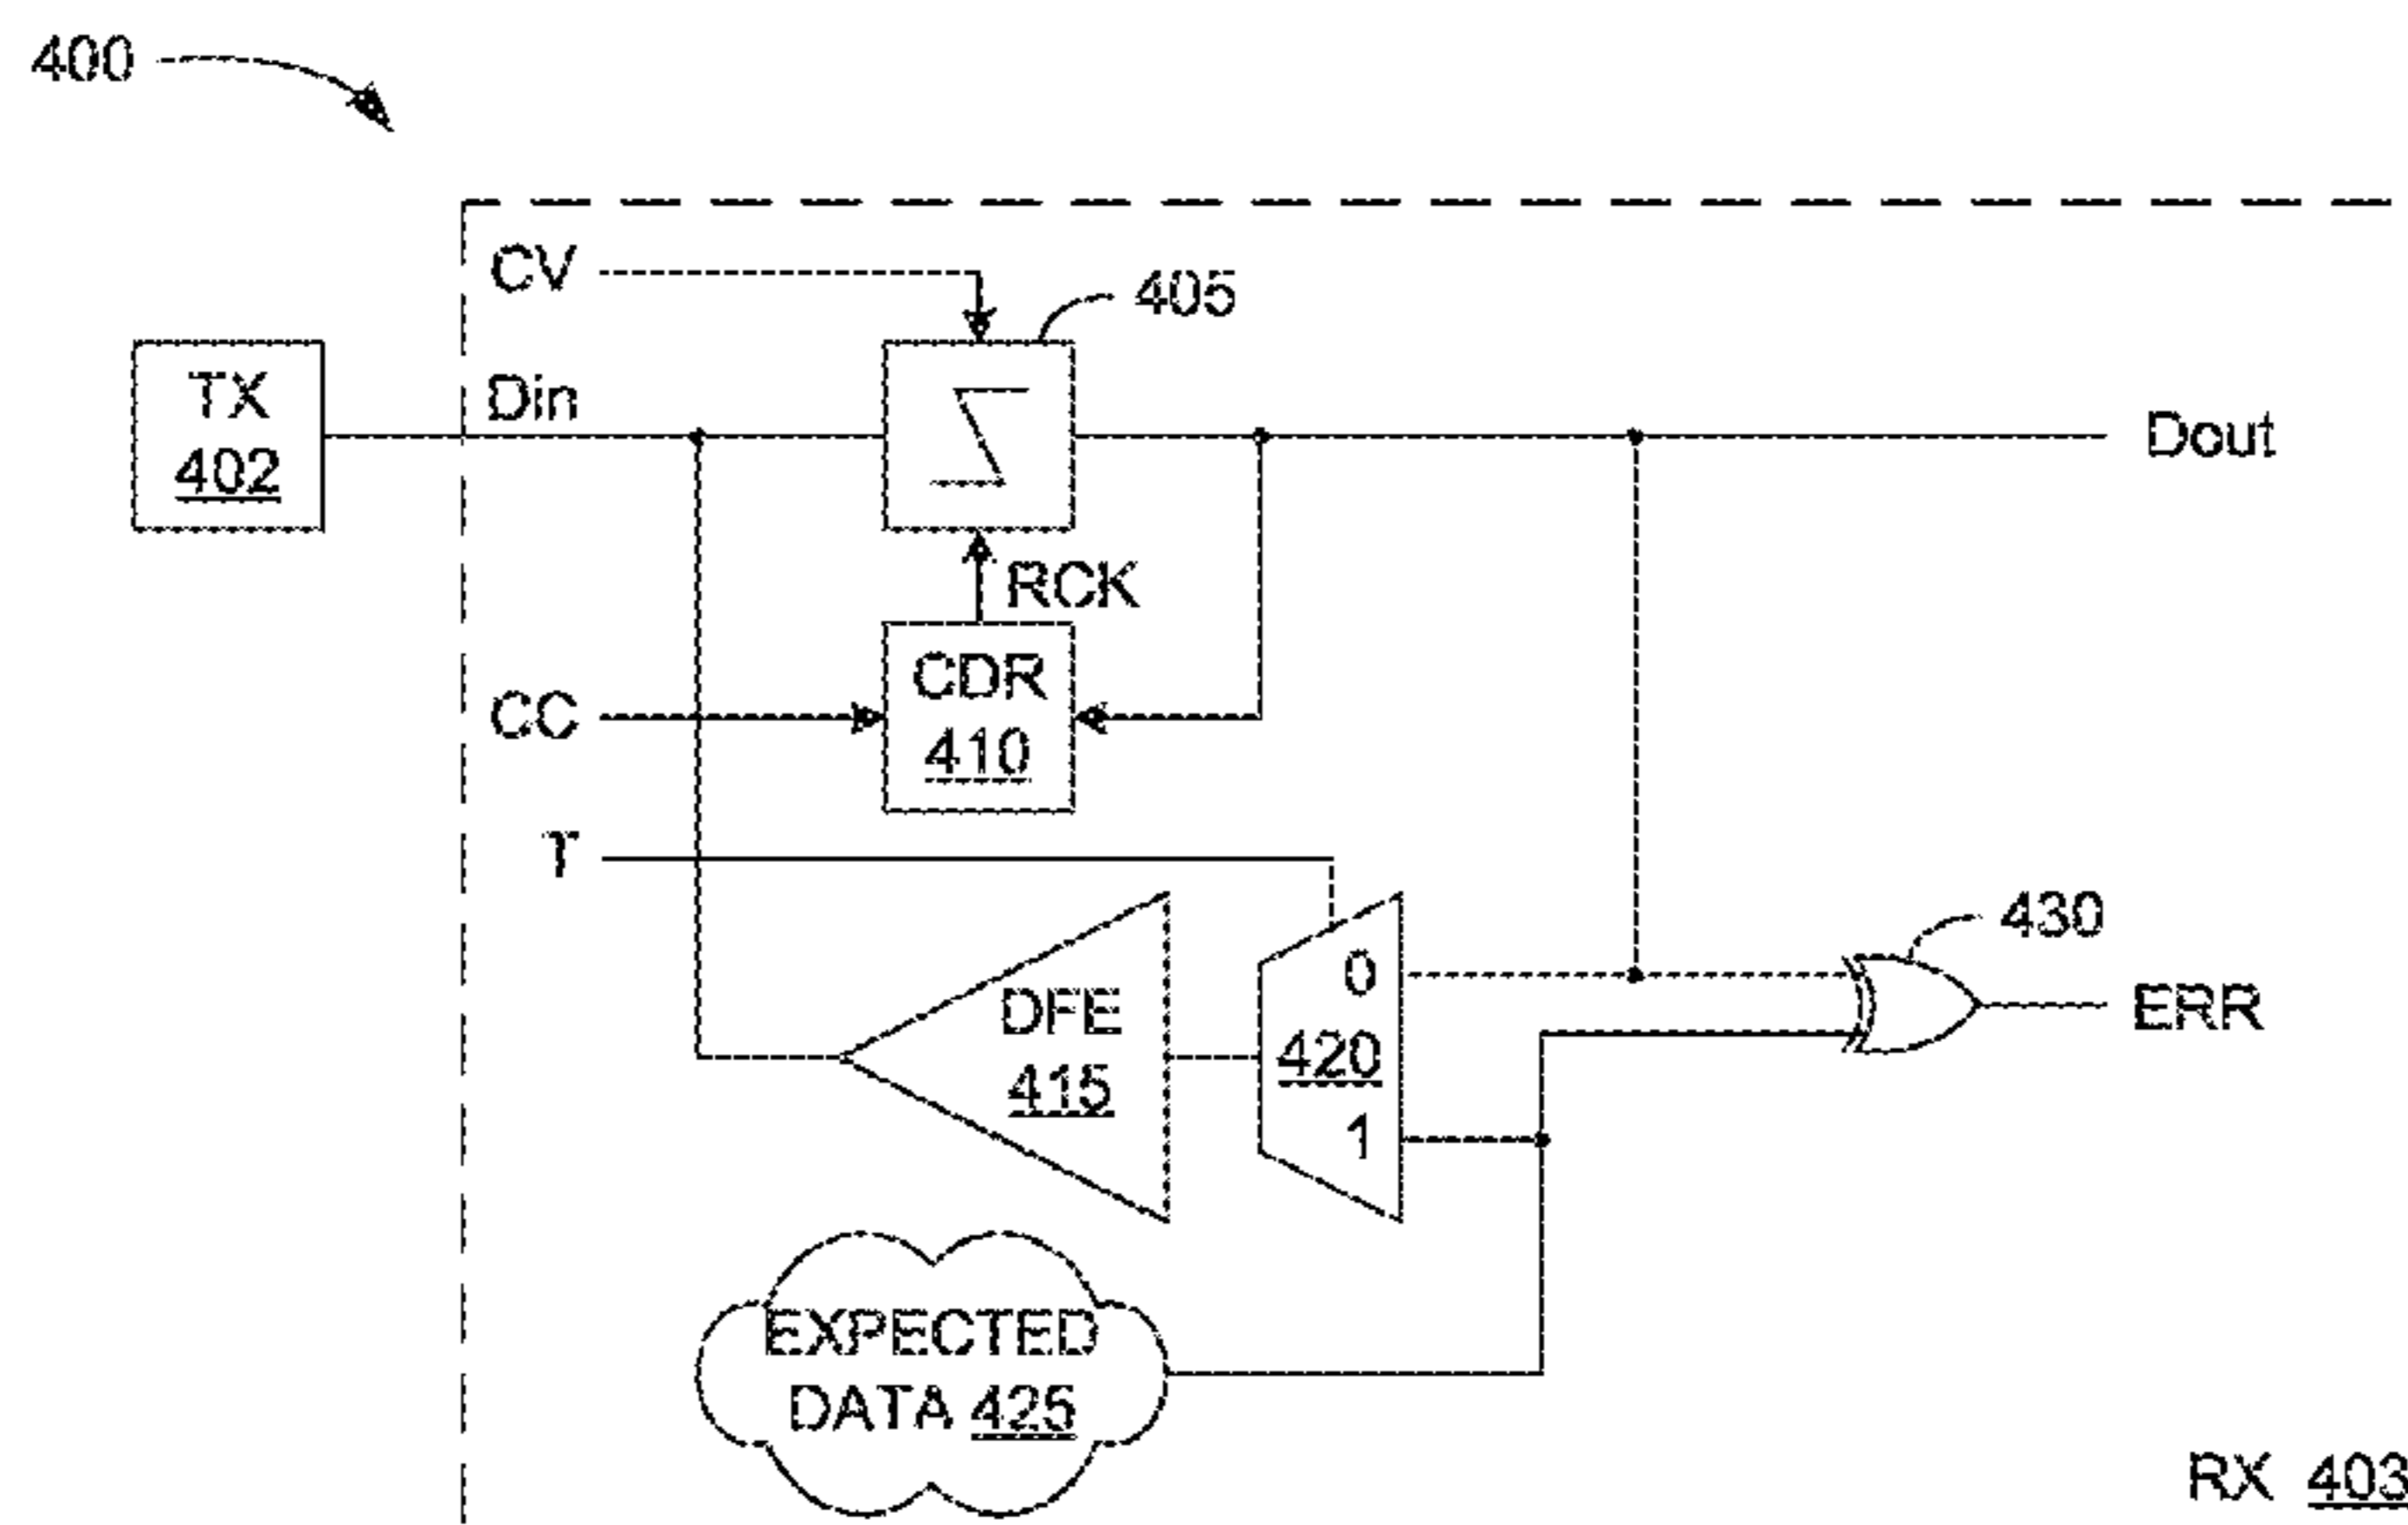 400
CV
405
TX
402
Din
Dout
RCK
CC
CDR
410
T
430
DFE
415
0
420
1
ERR
EXPECTED
DATA 425
RX 403